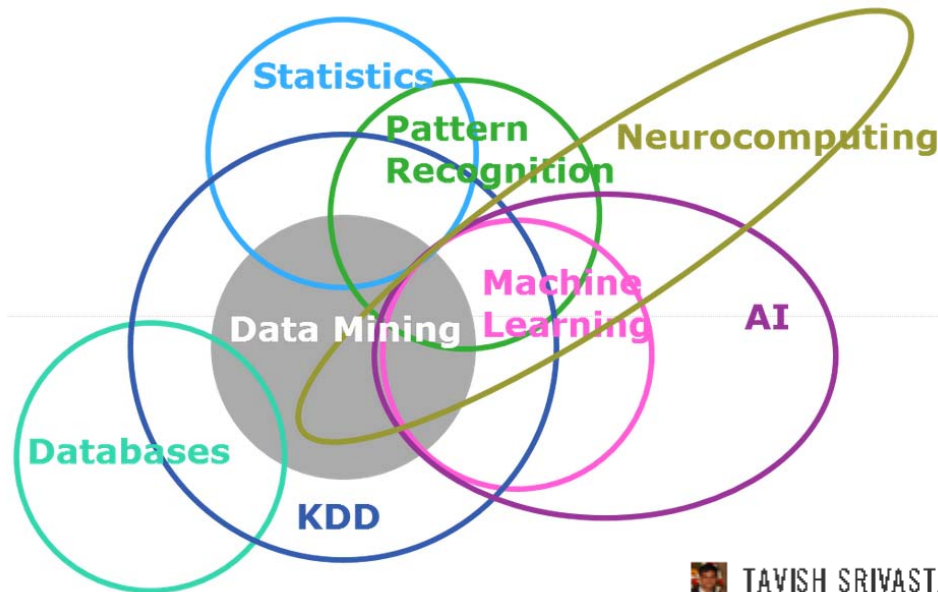 Statistics
Pattern
Recognition
Neurocomputing
Machine
Learning
AI
Data Mining
Databases
KDD
TAVISH SRIVAST